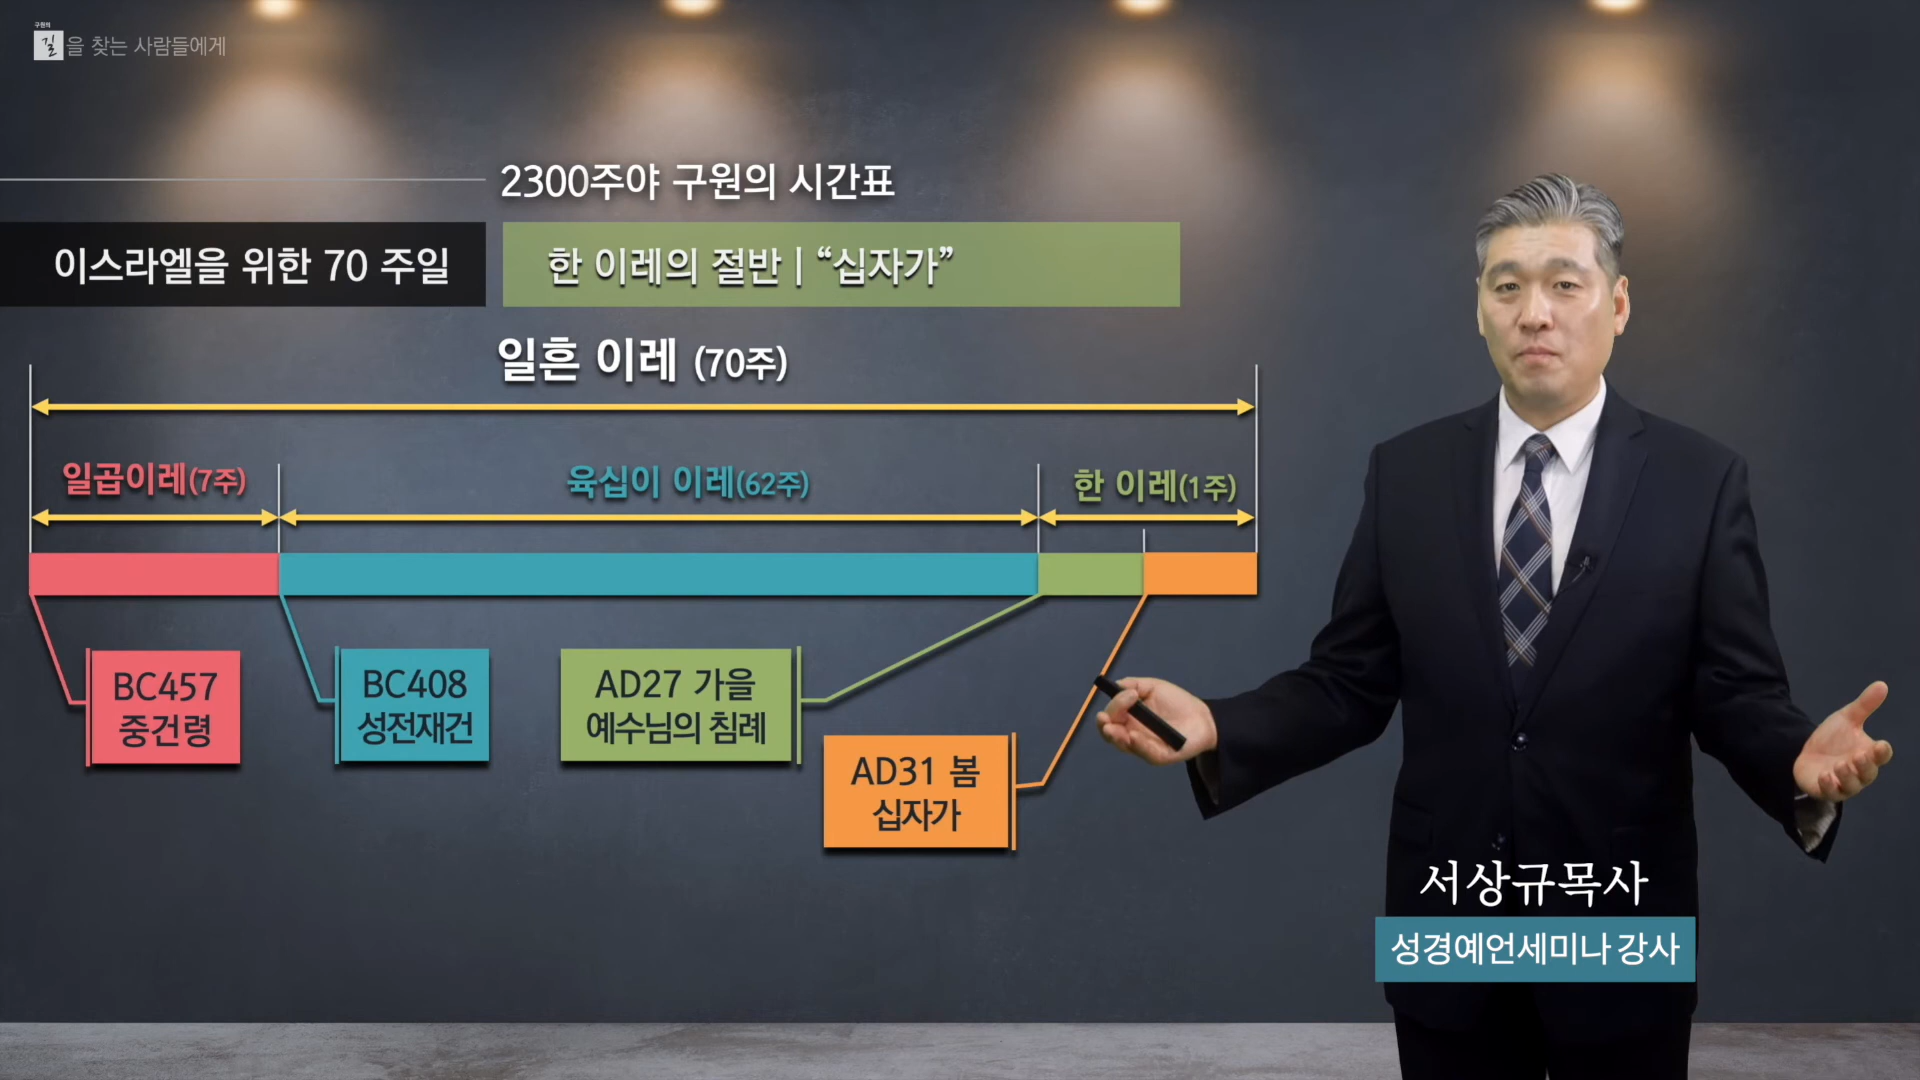 구원의
길을 찾는 사람들에게
2300주야 구원의 시간표
이스라엘을 위한 70 주일
한 이레의 절반 | “십자가”
일흔 이레 (70주)
일곱이레(7주)
육십이 이레(62주)
한 이레(1주)
BC457
중건령
BC408
성전재건
AD27 가을
예수님의 침례
AD31 봄
십자가
서상규목사
성경예언세미나 강사